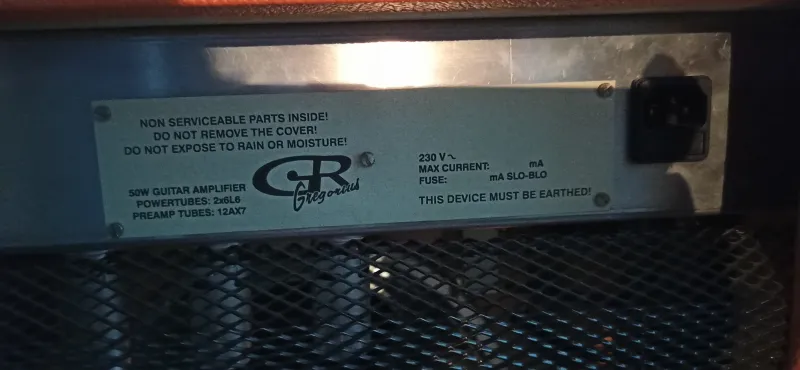 NON SERVICEABLE PARTS INSIDE!
DO NOT REMOVE THE COVER!
DO NOT EXPOSE TO RAIN OR MOISTURE!
50W GUITAR AMPLIFIER
POWERTUBES: 2x6L6
PREAMP TUBES: 12AX7
GR
Gregorius
230 V~
MAX CURRENT: mA
FUSE: mA SLO-BLO
THIS DEVICE MUST BE EARTHED!